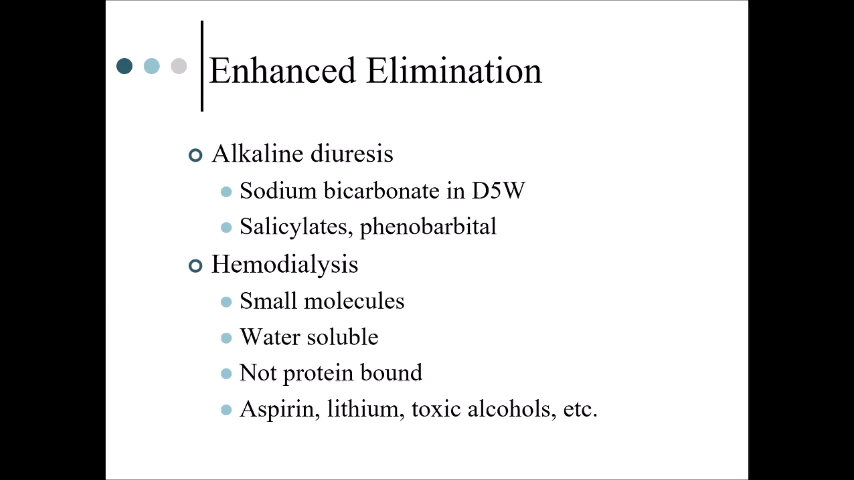 Enhanced Elimination
Alkaline diuresis
Sodium bicarbonate in D5W
Salicylates, phenobarbital
Hemodialysis
Small molecules
Water soluble
Not protein bound
Aspirin, lithium, toxic alcohols, etc.